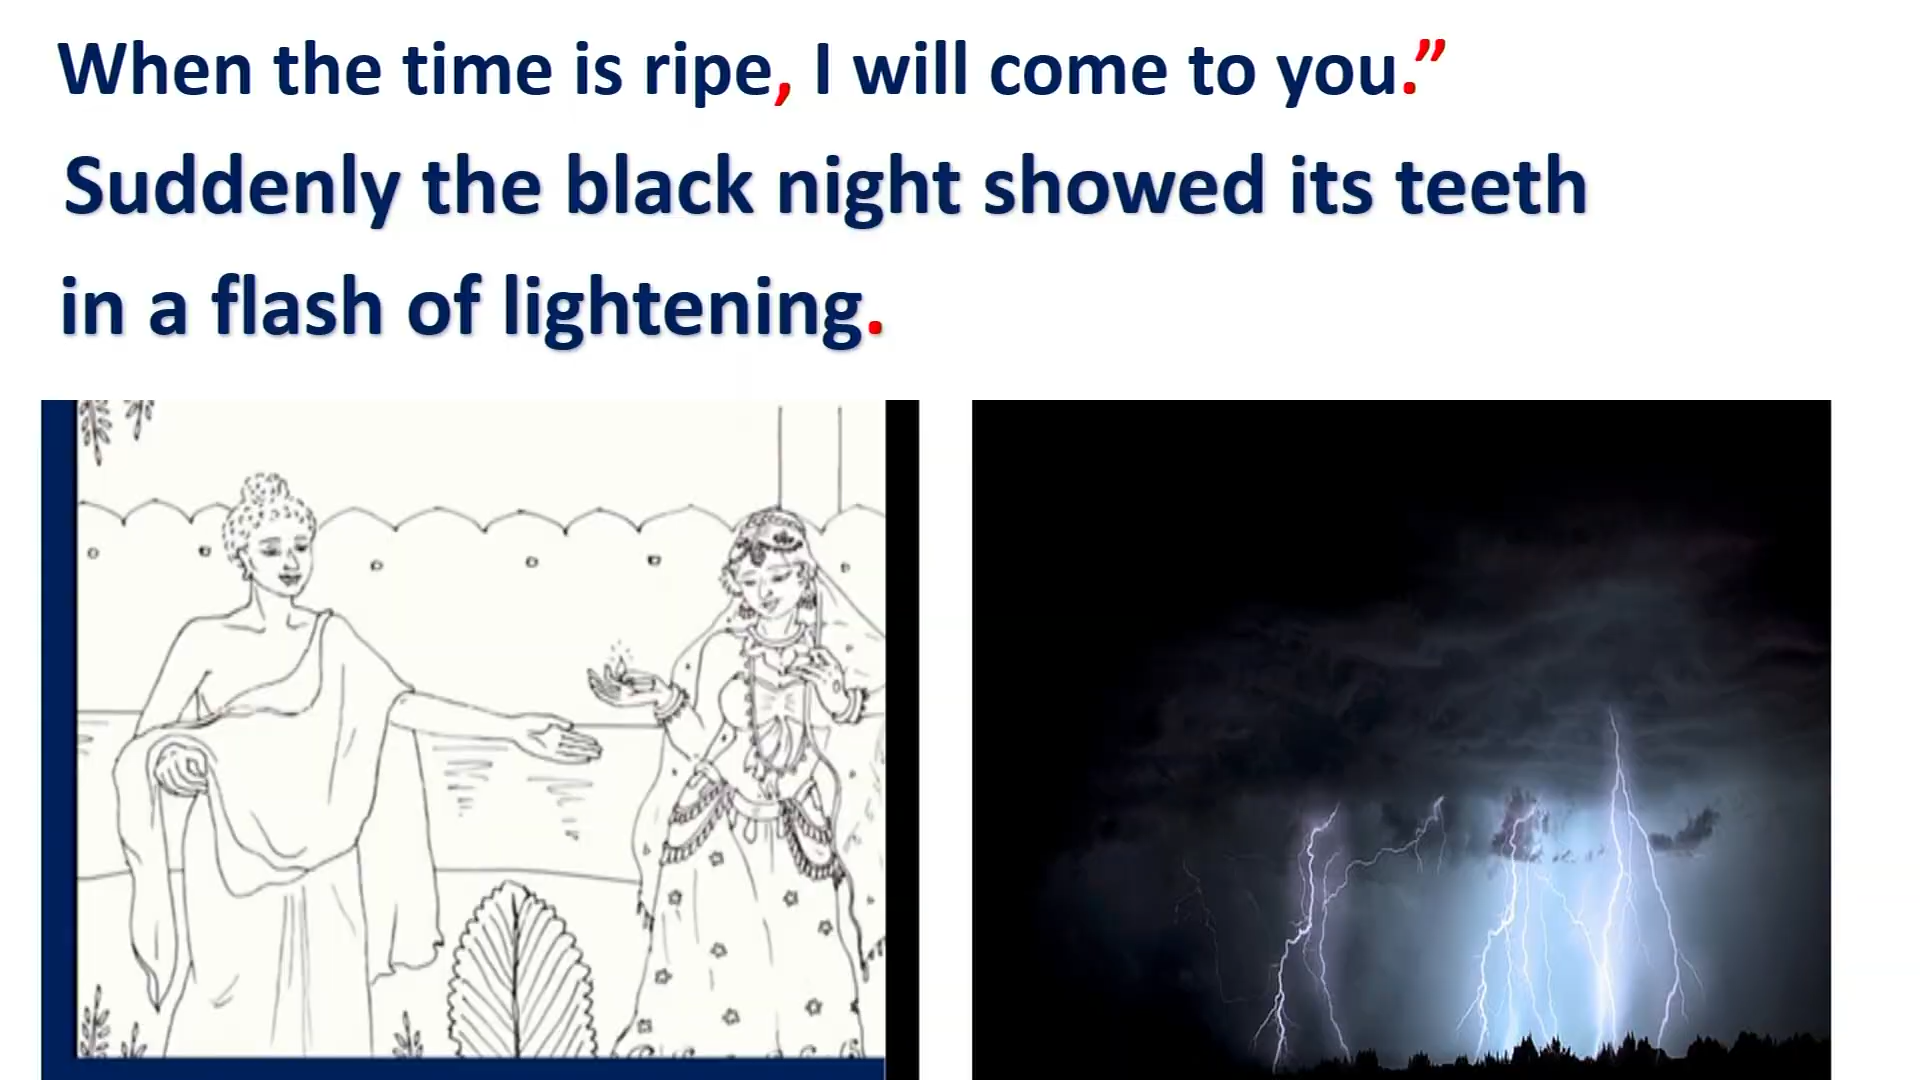 When the time is ripe, I will come to you.”
Suddenly the black night showed its teeth
in a flash of lightening.